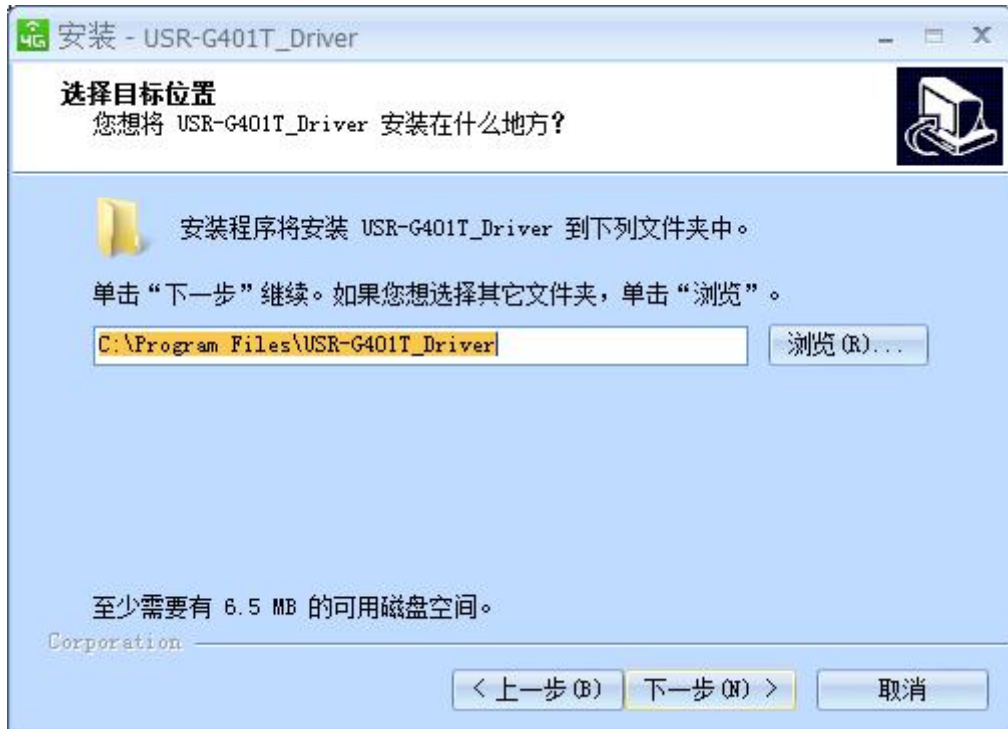 4G 安装 - USR-G401T_Driver
选择目标位置
您想将 USR-G401T_Driver 安装在什么地方?
安装程序将安装 USR-G401T_Driver 到下列文件夹中。
单击“下一步”继续。如果您想选择其它文件夹，单击“浏览”。
C:\Program Files\USR-G401T_Driver
浏览(R)...
至少需要有 6.5 MB 的可用磁盘空间。
Corporation
< 上一步(B) 下一步(N) > 取消